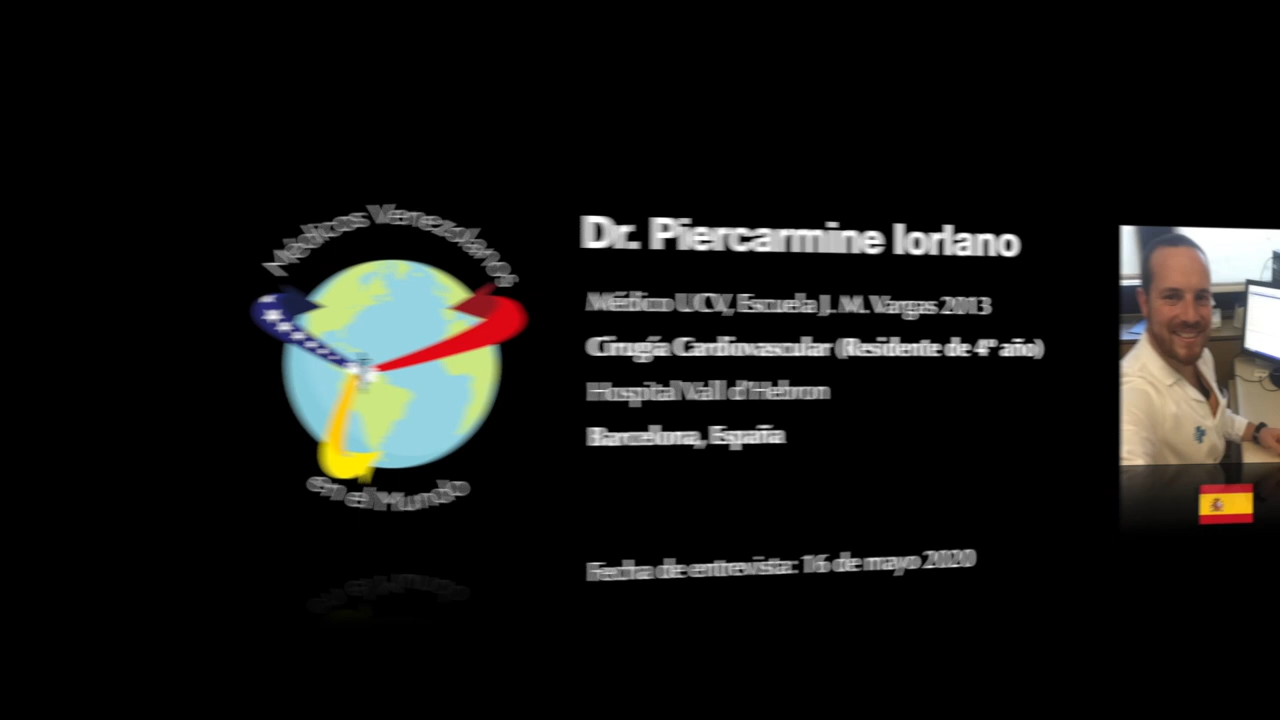 Médicos Venezolanos
en el Mundo
Dr. Piercarmine Iorlano
Médico UCV, Escuela J. M. Vargas 2013
Cirugía Cardiovascular (Residente de 4º año)
Hospital Vall d'Hebron
Barcelona, España
Fecha de entrevista: 16 de mayo 2020